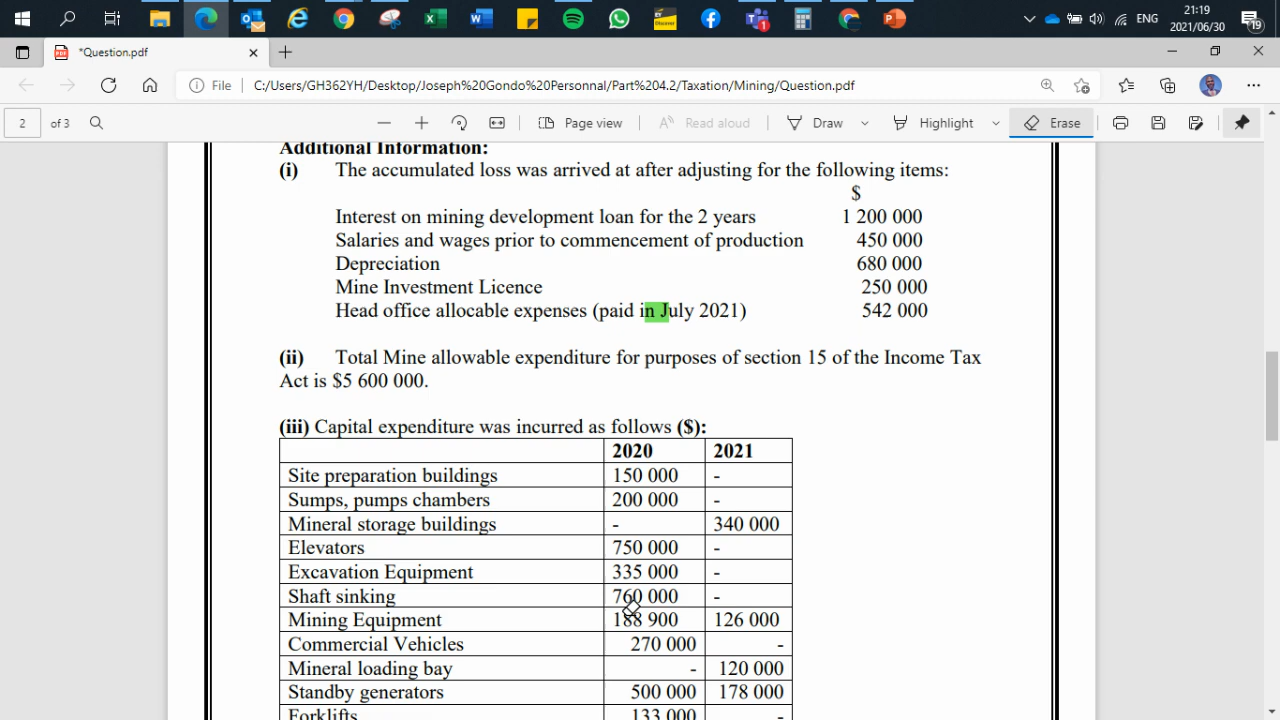 21:19
ENG
2021/06/30
19
1
*Question.pdf
File C:/Users/GH362YH/Desktop/Joseph%20Gondo%20Personnal/Part%204.2/Taxation/Mining/Question.pdf
2 of 3 Page view Read aloud Draw Highlight Erase
Additional Information:
(i) The accumulated loss was arrived at after adjusting for the following items:
$
Interest on mining development loan for the 2 years 1 200 000
Salaries and wages prior to commencement of production 450 000
Depreciation 680 000
Mine Investment Licence 250 000
Head office allocable expenses (paid in July 2021) 542 000
(ii) Total Mine allowable expenditure for purposes of section 15 of the Income Tax
Act is $5 600 000.
(iii) Capital expenditure was incurred as follows ($):
2020 2021
Site preparation buildings 150 000 -
Sumps, pumps chambers 200 000 -
Mineral storage buildings - 340 000
Elevators 750 000 -
Excavation Equipment 335 000 -
Shaft sinking 760 000 -
Mining Equipment 188 900 126 000
Commercial Vehicles 270 000 -
Mineral loading bay - 120 000
Standby generators 500 000 178 000
Forklifts 133 000 -